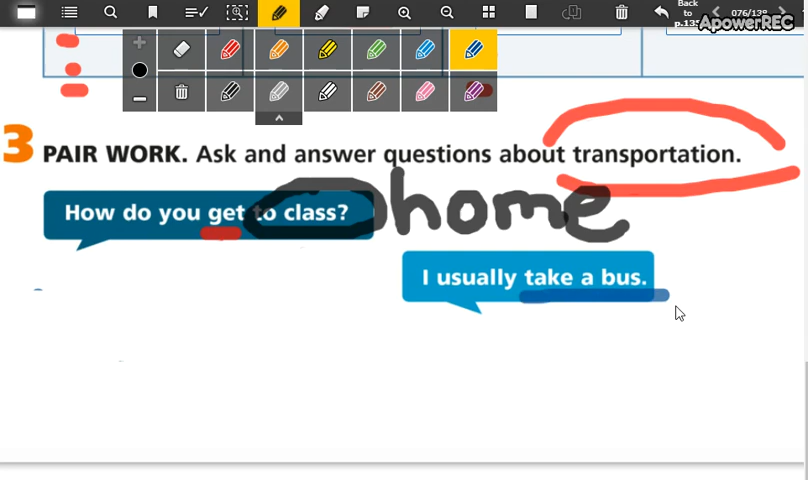 Back
to
p.135
076/138
ApowerREC
3 PAIR WORK. Ask and answer questions about transportation.
How do you get to class?
home
I usually take a bus.